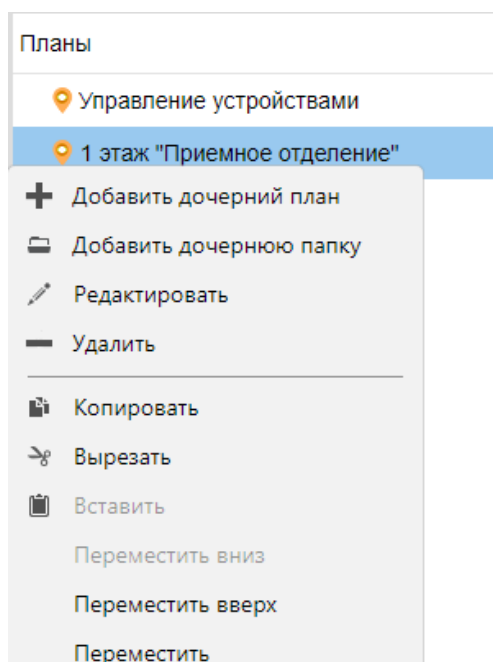 Планы
Управление устройствами
1 этаж "Приемное отделение"
Добавить дочерний план
Добавить дочернюю папку
Редактировать
Удалить
Копировать
Вырезать
Вставить
Переместить вниз
Переместить вверх
Переместить